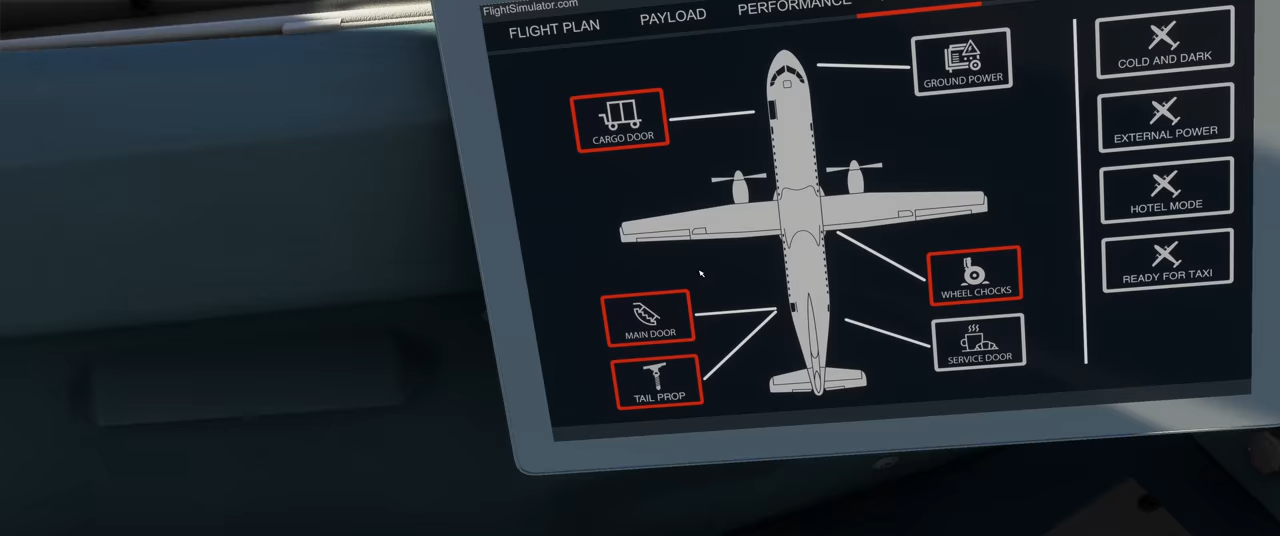 FlightSimulator.com
FLIGHT PLAN
PAYLOAD
PERFORMANCE
GROUND POWER
COLD AND DARK
CARGO DOOR
EXTERNAL POWER
HOTEL MODE
READY FOR TAXI
WHEEL CHOCKS
MAIN DOOR
SERVICE DOOR
TAIL PROP